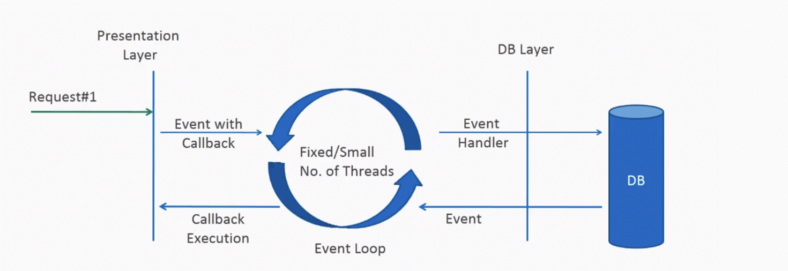 Presentation
Layer
DB Layer
Request#1
Event with
Callback
Event
Handler
Fixed/Small
No. of Threads
DB
Callback
Execution
Event
Event Loop